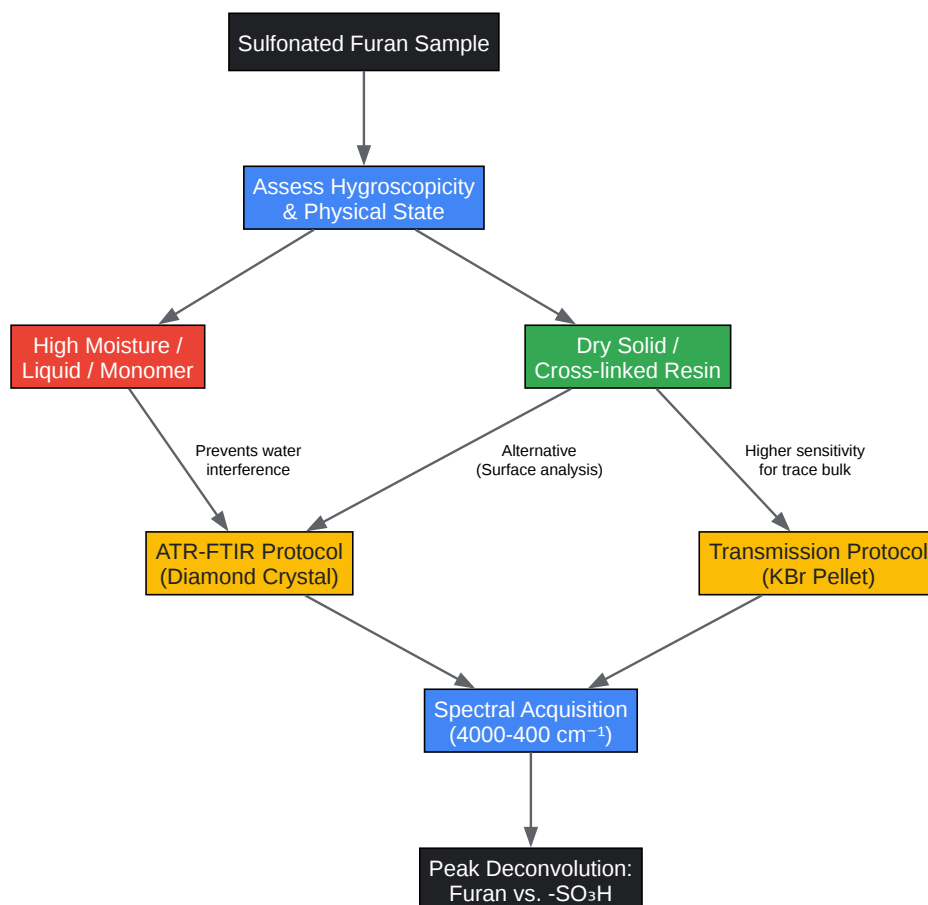 Sulfonated Furan Sample
Assess Hygroscopicity
& Physical State
High Moisture /
Liquid / Monomer
Dry Solid /
Cross-linked Resin
Prevents water
interference
Alternative
(Surface analysis)
Higher sensitivity
for trace bulk
ATR-FTIR Protocol
(Diamond Crystal)
Transmission Protocol
(KBr Pellet)
Spectral Acquisition
(4000-400 cm⁻¹)
Peak Deconvolution:
Furan vs. -SO₃H